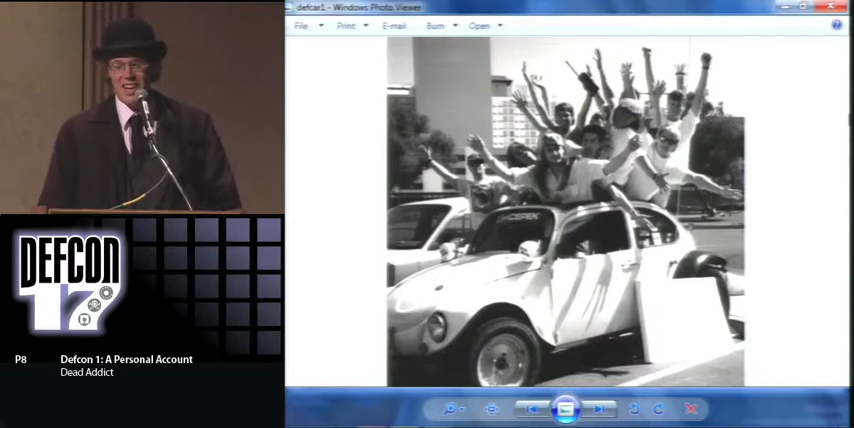 defcar1 - Windows Photo Viewer
File Print E-mail Burn Open
DEFCON
17
P8 Defcon 1: A Personal Account
Dead Addict